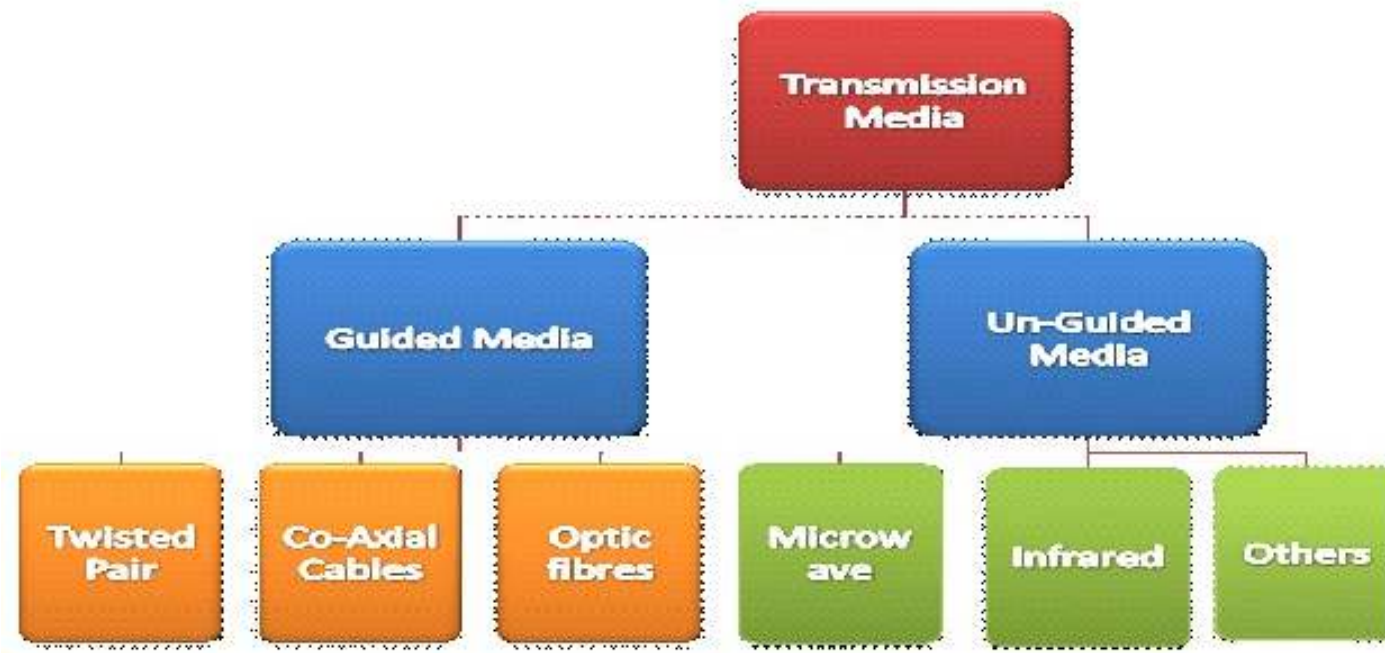 Transmission
Media
Guided Media
Un-Guided
Media
Twisted
Pair
Co-Axial
Cables
Optic
fibres
Microw
ave
Infrared
Others